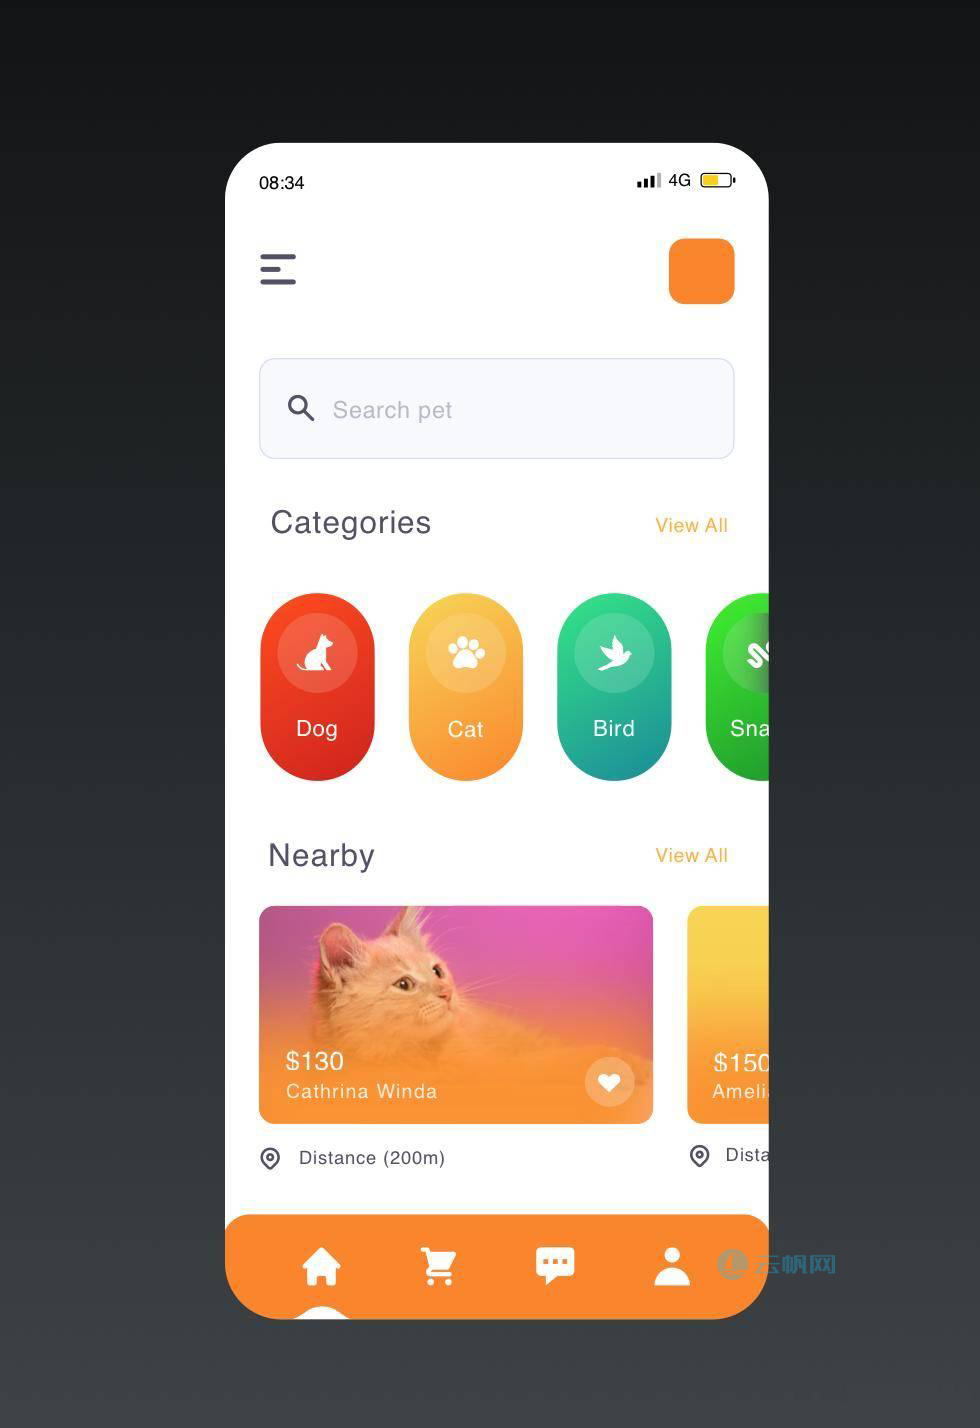 08:34
4G
Search pet
Categories
View All
Dog
Cat
Bird
Sna
Nearby
View All
$130
Cathrina Winda
$150
Ameli
Distance (200m)
Dista
云帆网